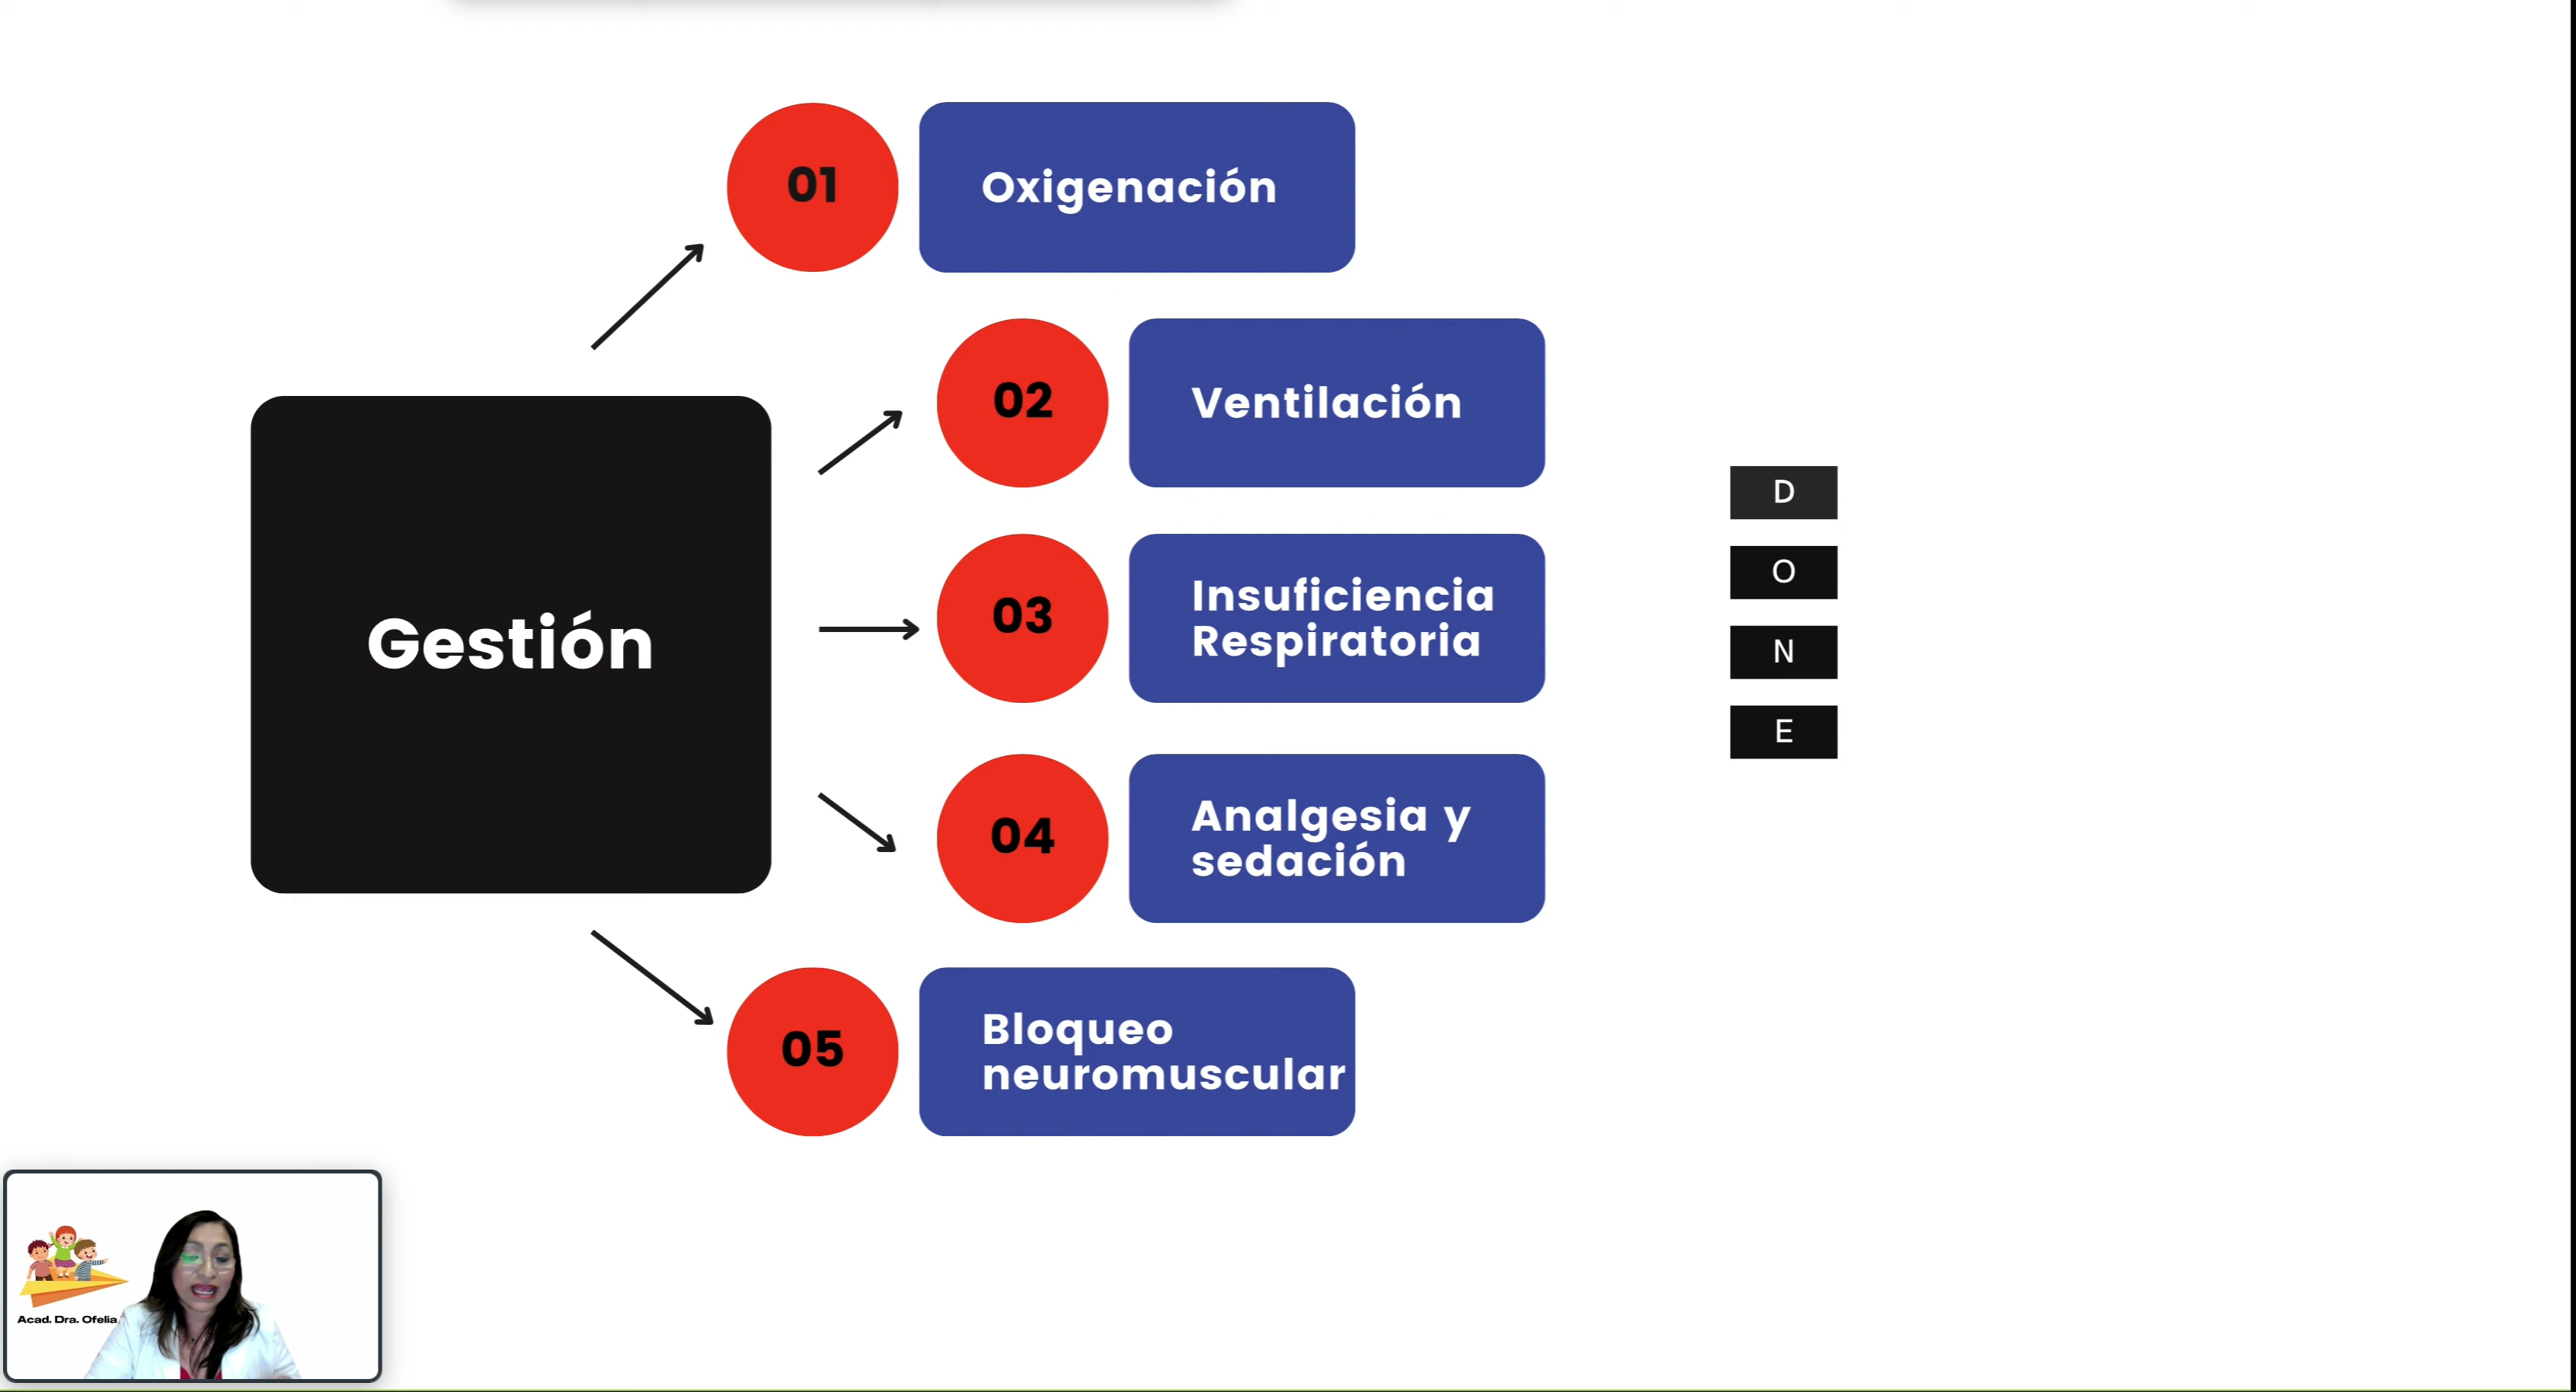 01
Oxigenación
02
Ventilación
Gestión
03
Insuficiencia
Respiratoria
04
Analgesia y
sedación
05
Bloqueo
neuromuscular
D
O
N
E
Acad. Dra. Ofelia